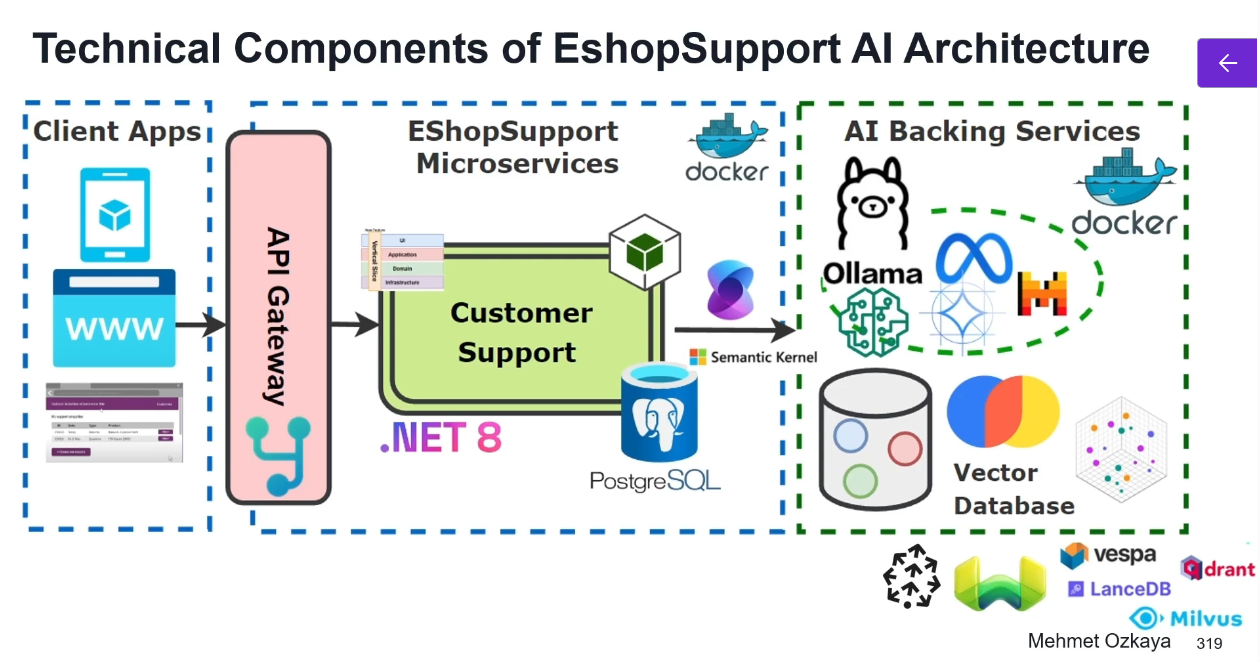 Technical Components of EshopSupport AI Architecture
Client Apps
WWW
API Gateway
EShopSupport
Microservices
docker
Vertical Slice
UI
Application
Domain
Infrastructure
Customer
Support
.NET 8
PostgreSQL
Semantic Kernel
AI Backing Services
docker
Ollama
Vector
Database
vespa
qdrant
LanceDB
Milvus
Mehmet Ozkaya
319